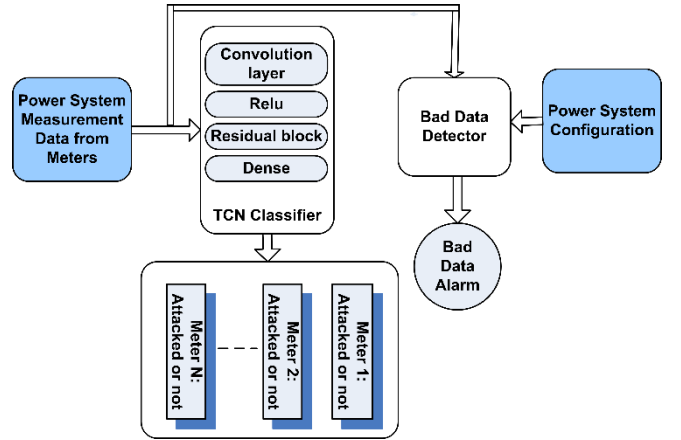 Power System
Measurement
Data from
Meters
Convolution
layer
Relu
Residual block
Dense
TCN Classifier
Bad Data
Detector
Power System
Configuration
Bad
Data
Alarm
Meter N:
Attacked or not
Meter 2:
Attacked or not
Meter 1:
Attacked or not